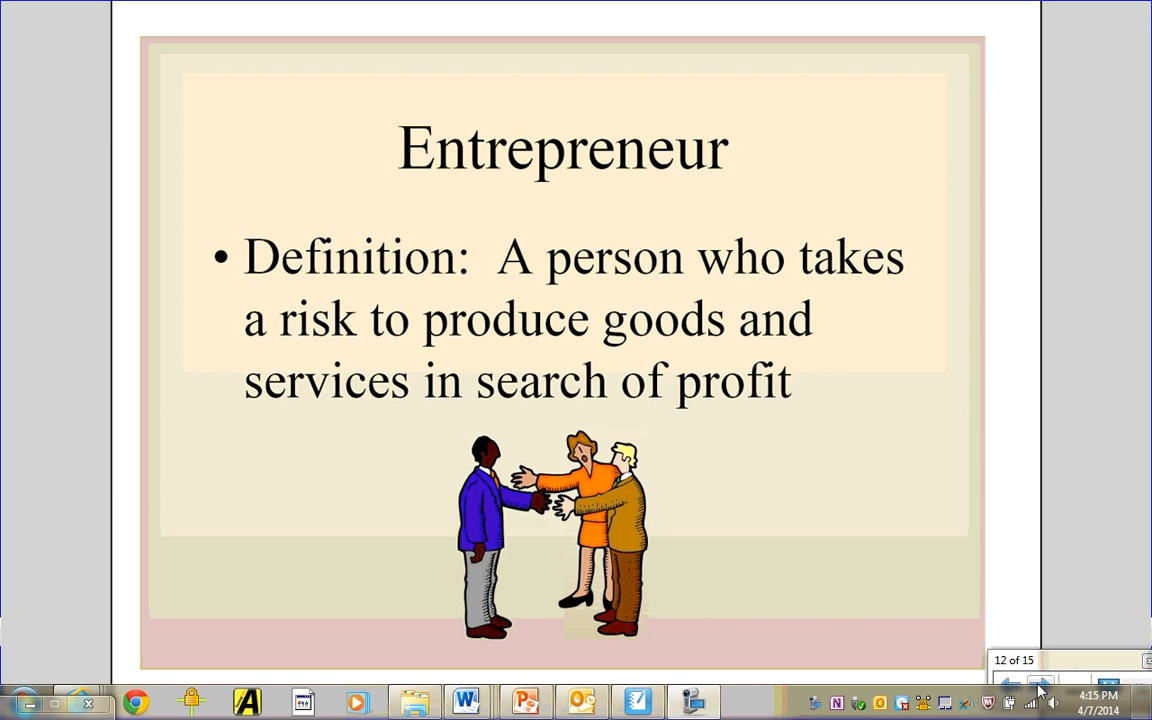 Entrepreneur
• Definition: A person who takes
a risk to produce goods and
services in search of profit
12 of 15
4:15 PM
4/7/2014